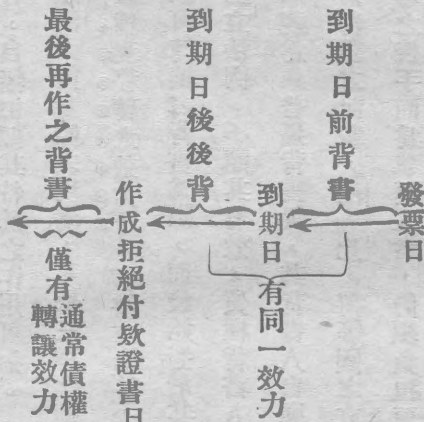 發票日
到期日前背書
到期日
有同一效力
到期日後後背
作成拒絕付欵證書日
最後再作之背書
僅有通常債權
轉讓效力